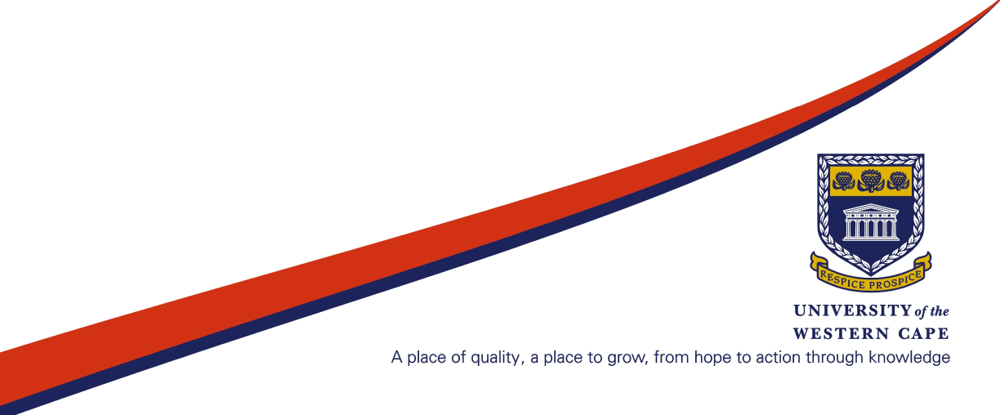 RESPICE PROSPICE
UNIVERSITY of the
WESTERN CAPE
A place of quality, a place to grow, from hope to action through knowledge